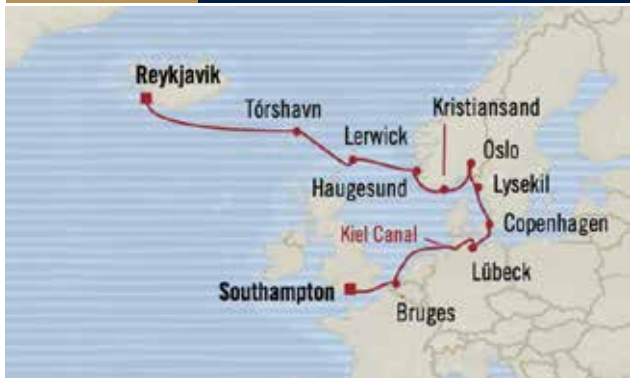 Reykjavik
Tórshavn
Kristiansand
Lerwick
Oslo
Haugesund
Lysekil
Copenhagen
Kiel Canal
Lübeck
Southampton
Bruges